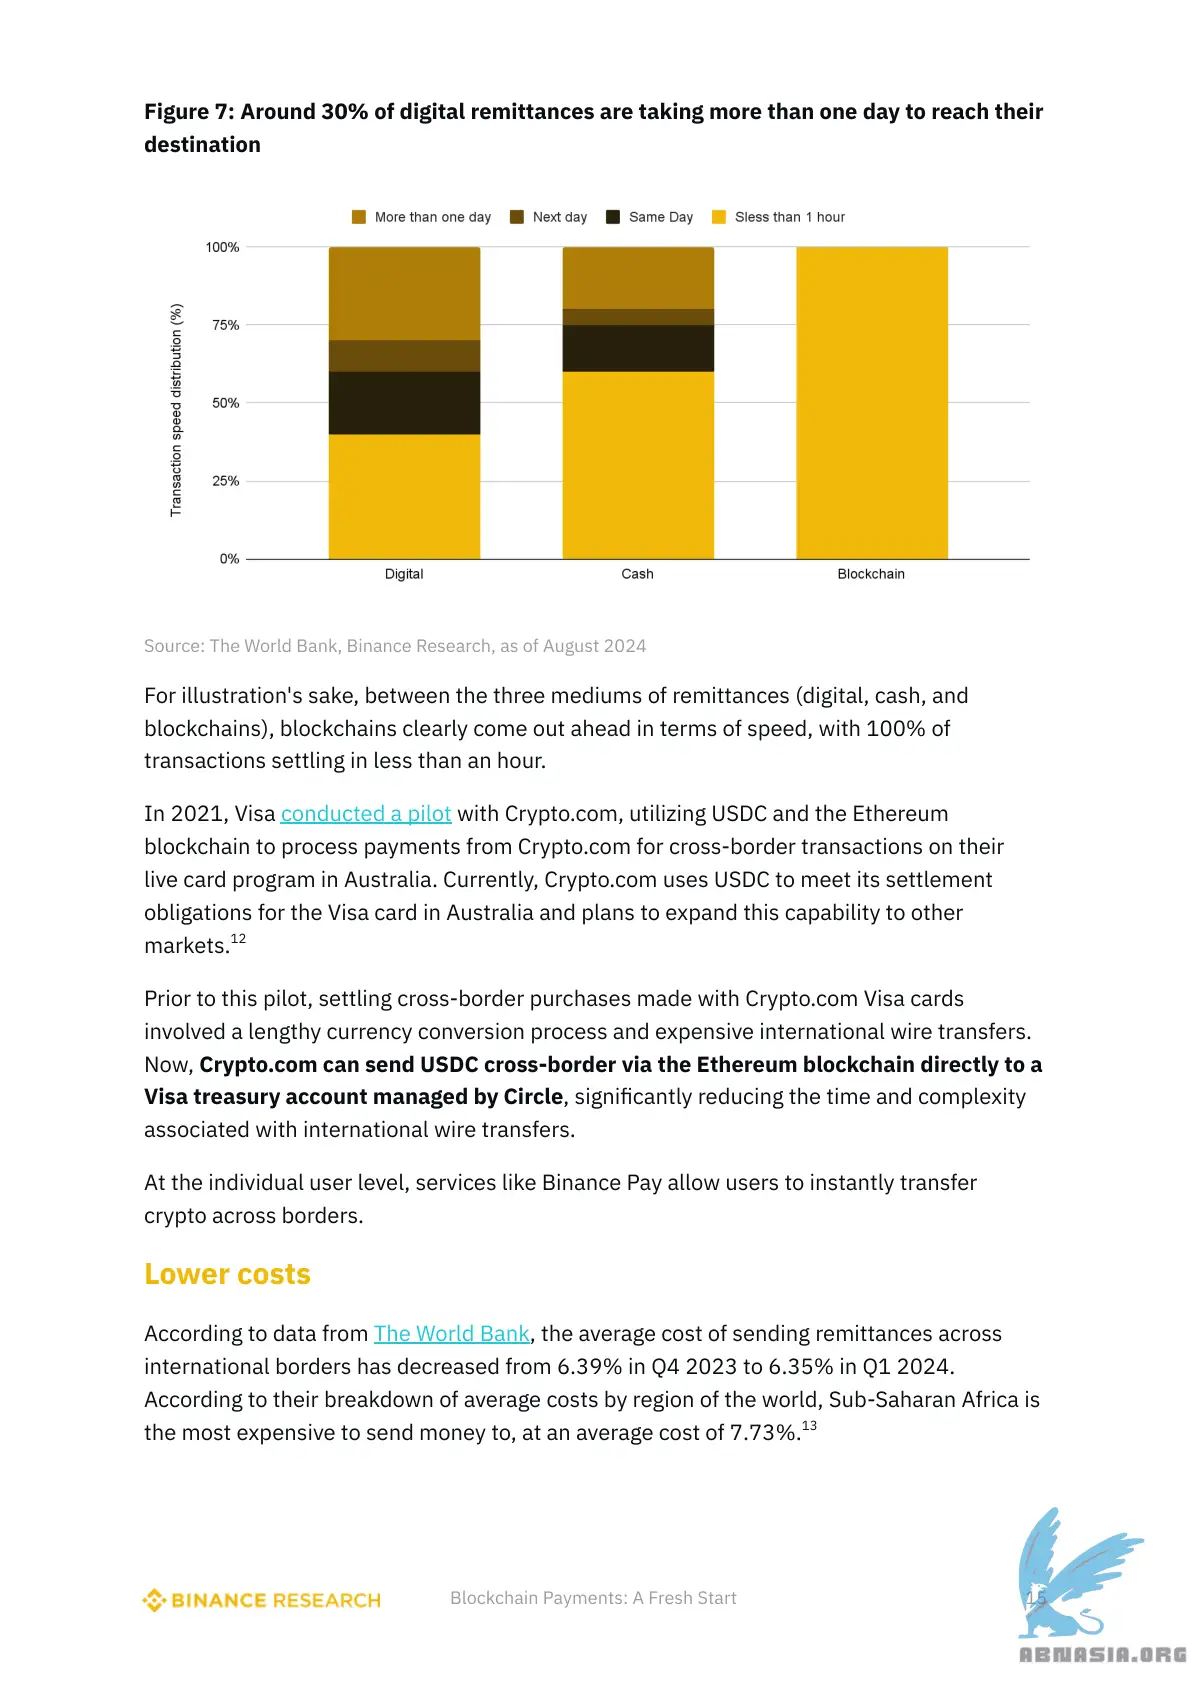 Figure 7: Around 30% of digital remittances are taking more than one day to reach their
destination
More than one day Next day Same Day Sless than 1 hour
100%
75%
50%
25%
0%
Transaction speed distribution (%)
Digital Cash Blockchain
Source: The World Bank, Binance Research, as of August 2024
For illustration's sake, between the three mediums of remittances (digital, cash, and
blockchains), blockchains clearly come out ahead in terms of speed, with 100% of
transactions settling in less than an hour.
In 2021, Visa conducted a pilot with Crypto.com, utilizing USDC and the Ethereum
blockchain to process payments from Crypto.com for cross-border transactions on their
live card program in Australia. Currently, Crypto.com uses USDC to meet its settlement
obligations for the Visa card in Australia and plans to expand this capability to other
markets.12
Prior to this pilot, settling cross-border purchases made with Crypto.com Visa cards
involved a lengthy currency conversion process and expensive international wire transfers.
Now, Crypto.com can send USDC cross-border via the Ethereum blockchain directly to a
Visa treasury account managed by Circle, significantly reducing the time and complexity
associated with international wire transfers.
At the individual user level, services like Binance Pay allow users to instantly transfer
crypto across borders.
Lower costs
According to data from The World Bank, the average cost of sending remittances across
international borders has decreased from 6.39% in Q4 2023 to 6.35% in Q1 2024.
According to their breakdown of average costs by region of the world, Sub-Saharan Africa is
the most expensive to send money to, at an average cost of 7.73%.13
BINANCE RESEARCH Blockchain Payments: A Fresh Start 15
ABNASIA.ORG